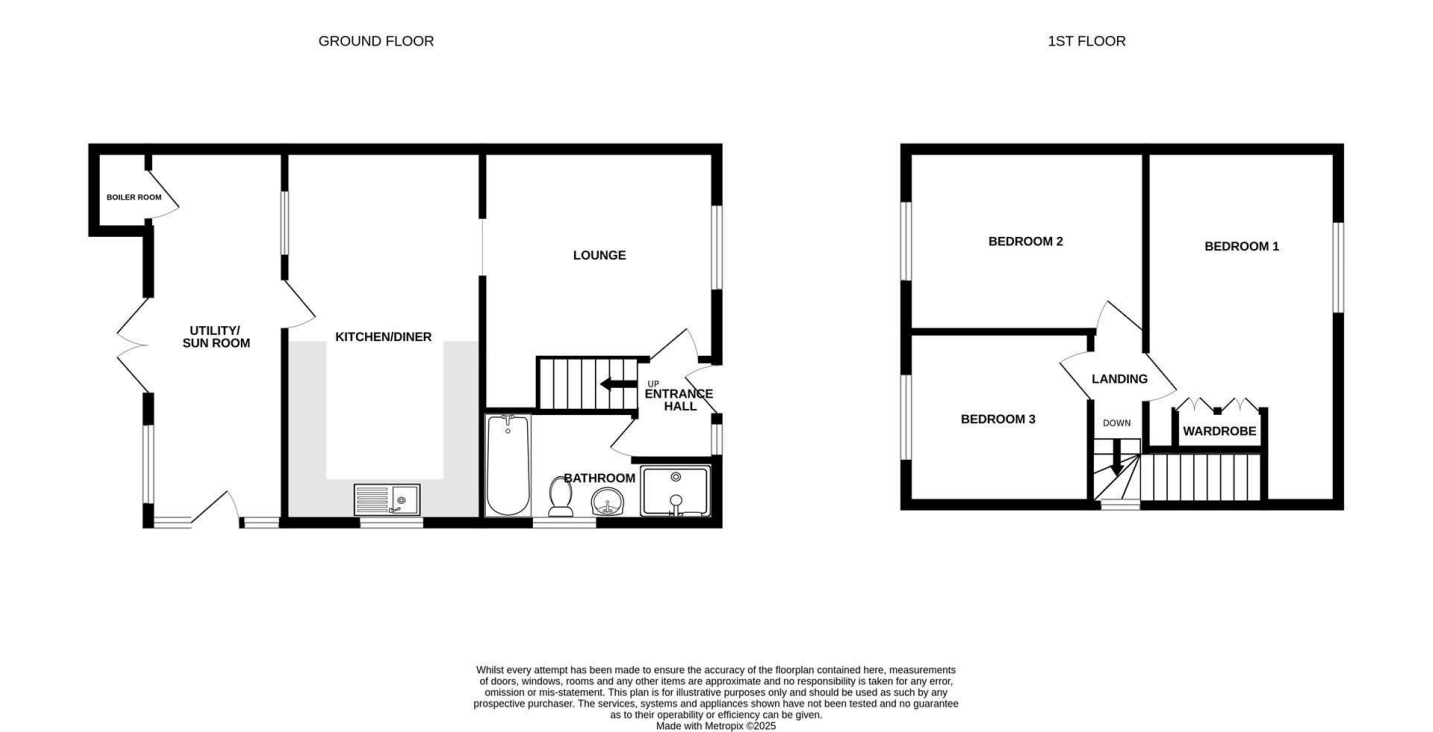 GROUND FLOOR
1ST FLOOR
BOILER ROOM
UTILITY/
SUN ROOM
KITCHEN/DINER
LOUNGE
UP
ENTRANCE
HALL
BATHROOM
BEDROOM 2
BEDROOM 1
LANDING
BEDROOM 3
DOWN
WARDROBE
Whilst every attempt has been made to ensure the accuracy of the floorplan contained here, measurements
of doors, windows, rooms and any other items are approximate and no responsibility is taken for any error,
omission or mis-statement. This plan is for illustrative purposes only and should be used as such by any
prospective purchaser. The services, systems and appliances shown have not been tested and no guarantee
as to their operability or efficiency can be given.
Made with Metropix ©2025